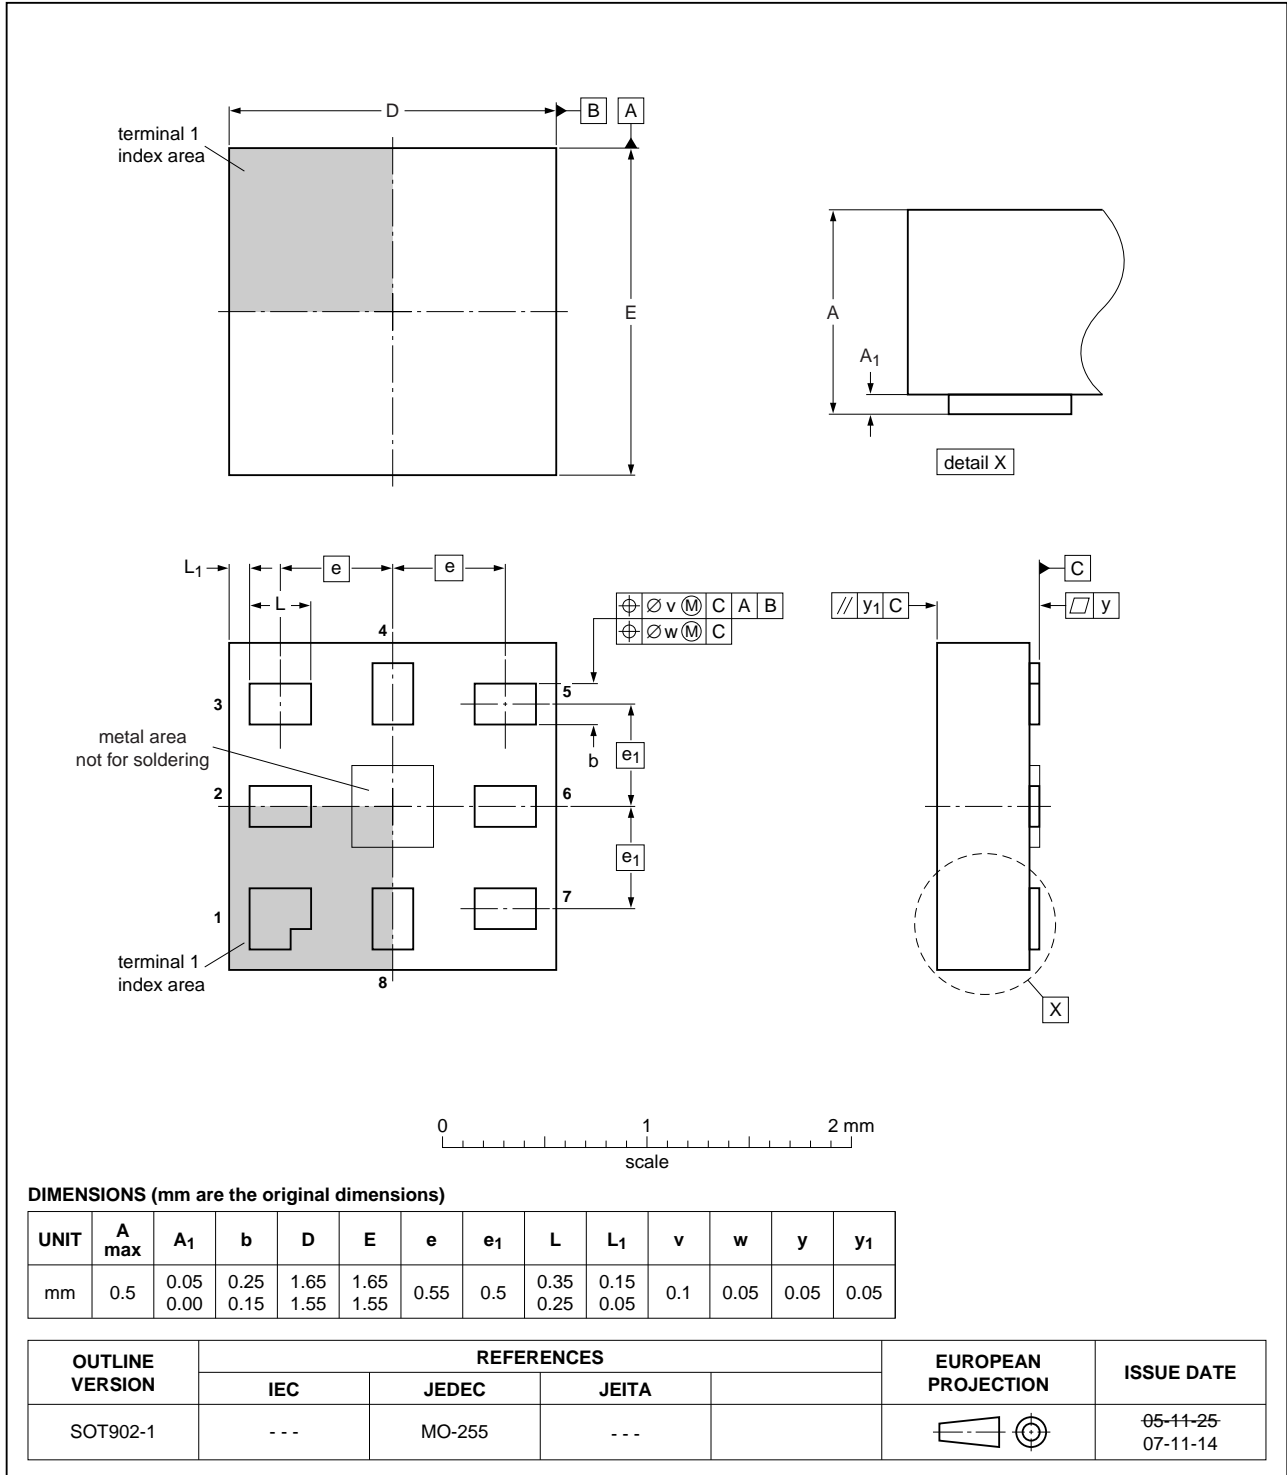 D
B
A
terminal 1
index area
E
A
A1
detail X
L1
e
e
L
4
⌖ ⌀ v Ⓜ C A B
⌖ ⌀ w Ⓜ C
// y1 C
C
⏥ y
3
5
metal area
not for soldering
b
e1
2
6
e1
1
7
terminal 1
index area
8
X
0 1 2 mm
scale
DIMENSIONS (mm are the original dimensions)
UNIT A max A1 b D E e e1 L L1 v w y y1
mm 0.5 0.05 0.00 0.25 0.15 1.65 1.55 1.65 1.55 0.55 0.5 0.35 0.25 0.15 0.05 0.1 0.05 0.05 0.05
OUTLINE VERSION REFERENCES EUROPEAN PROJECTION ISSUE DATE
IEC JEDEC JEITA
SOT902-1 - - - MO-255 - - - 05-11-25
07-11-14